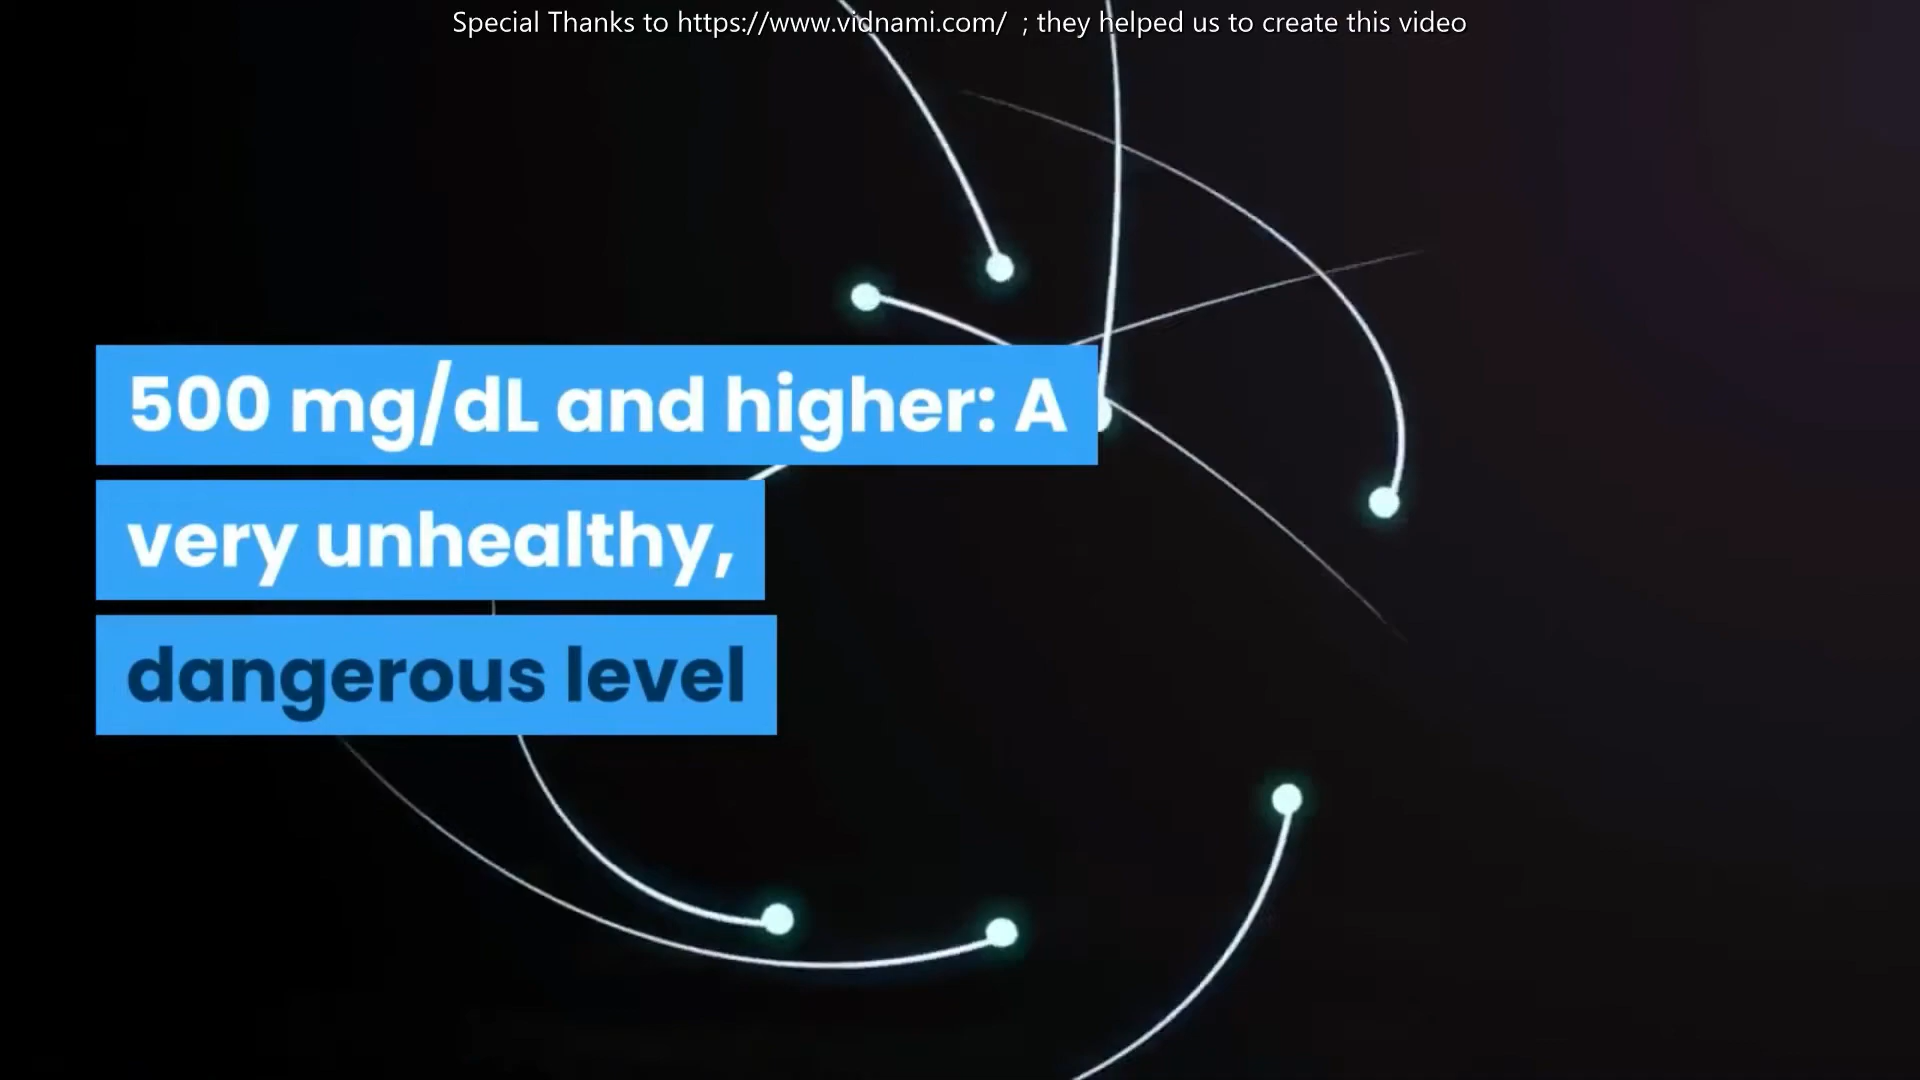 Special Thanks to https://www.vidnami.com/ ; they helped us to create this video
500 mg/dL and higher: A
very unhealthy,
dangerous level